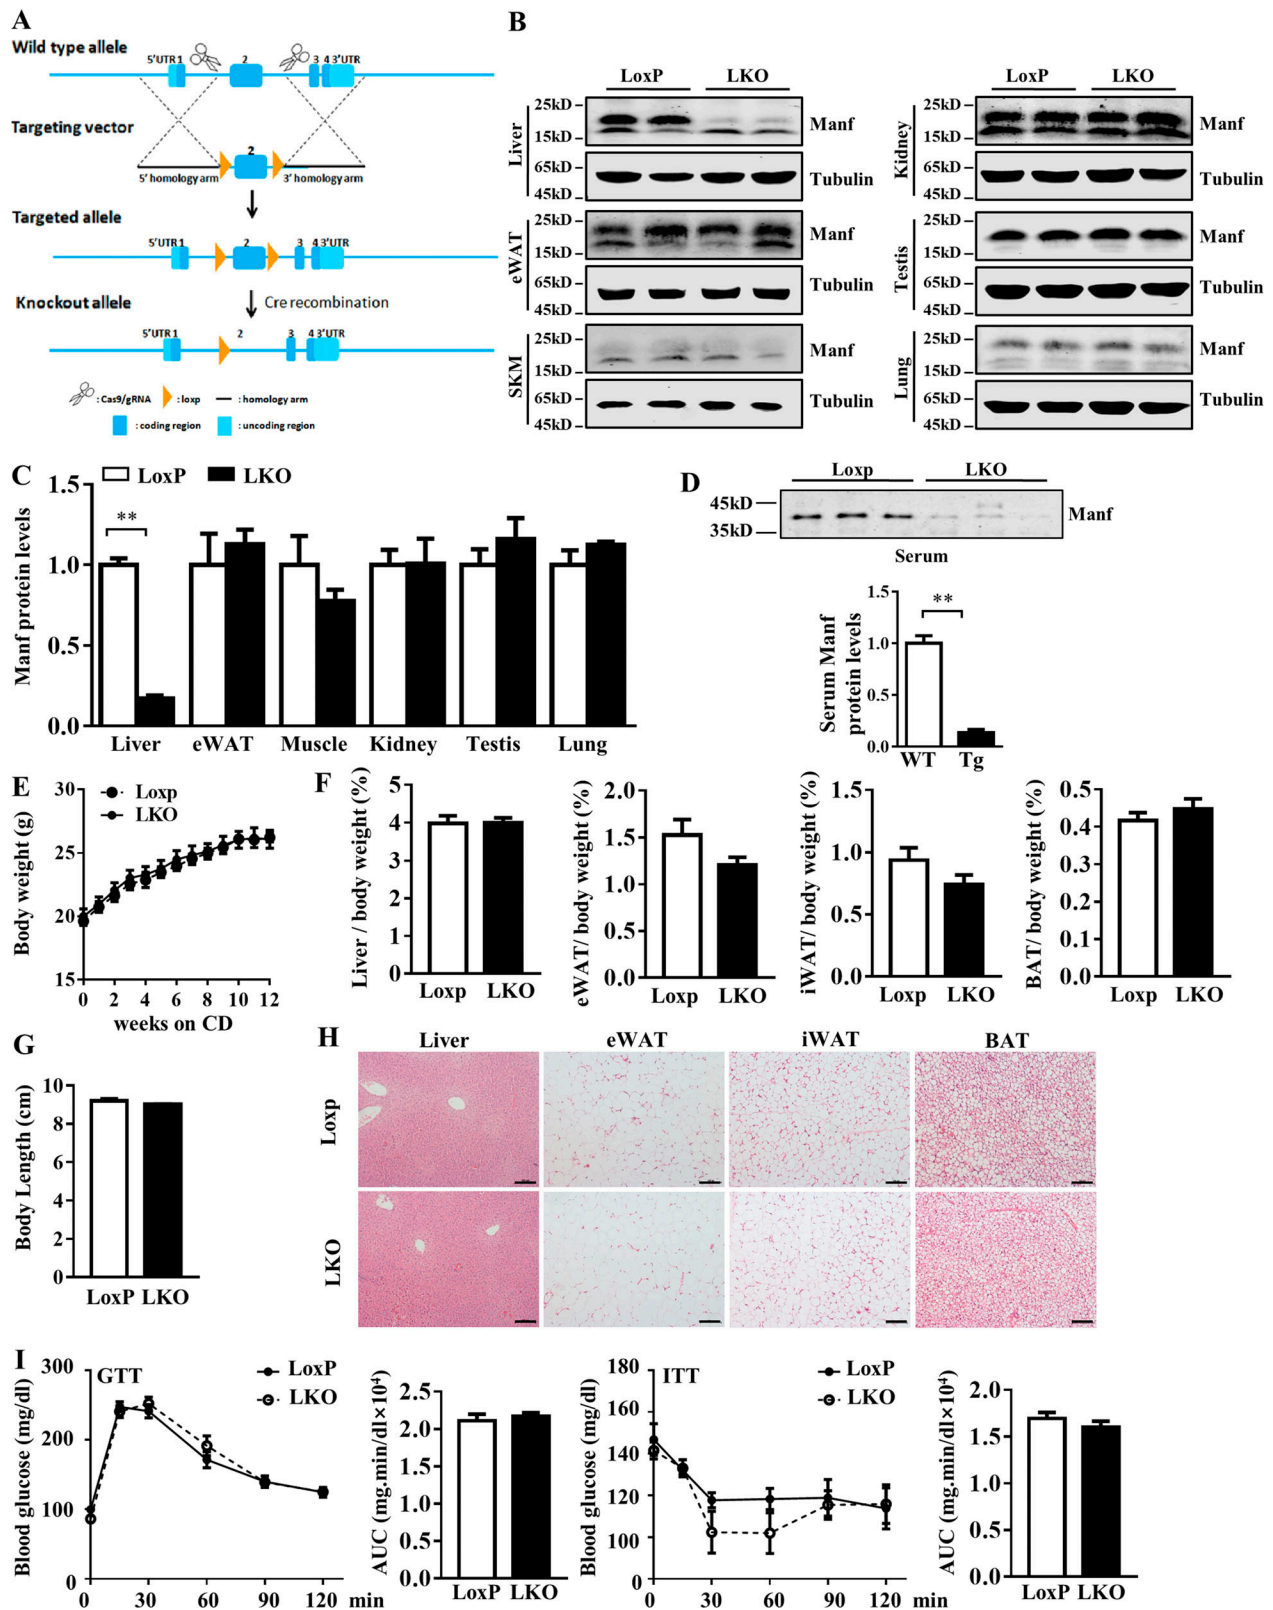 A
Wild type allele
5'UTR 1
2
3
4 3'UTR
Targeting vector
2
5' homology arm
3' homology arm
Targeted allele
5'UTR 1
2
3
4 3'UTR
Knockout allele
Cre recombination
5'UTR 1
2
3
4 3'UTR
: Cas9/gRNA
: loxp
: homology arm
: coding region
: uncoding region
B
LoxP
LKO
Liver
25kD
15kD
Manf
65kD
45kD
Tubulin
eWAT
25kD
15kD
Manf
65kD
45kD
Tubulin
SKM
25kD
15kD
Manf
65kD
45kD
Tubulin
LoxP
LKO
Kidney
25kD
15kD
Manf
65kD
45kD
Tubulin
Testis
25kD
15kD
Manf
65kD
45kD
Tubulin
Lung
25kD
15kD
Manf
65kD
45kD
Tubulin
C
LoxP
LKO
Manf protein levels
1.5
1.0
0.5
0.0
**
Liver
eWAT
Muscle
Kidney
Testis
Lung
D
Loxp
LKO
45kD
35kD
Manf
Serum
Serum Manf
protein levels
1.5
1.0
0.5
0.0
**
WT
Tg
E
Loxp
LKO
Body weight (g)
30
25
20
15
0 2 4 6 8 10 12
weeks on CD
F
Liver / body weight (%)
5
4
3
2
1
0
Loxp
LKO
eWAT/ body weight (%)
2.0
1.5
1.0
0.5
0.0
Loxp
LKO
iWAT/ body weight (%)
1.5
1.0
0.5
0.0
Loxp
LKO
BAT/ body weight (%)
0.5
0.4
0.3
0.2
0.1
0.0
Loxp
LKO
G
Body Length (cm)
10
8
6
4
2
0
LoxP
LKO
H
Liver
eWAT
iWAT
BAT
Loxp
LKO
I
GTT
LoxP
LKO
Blood glucose (mg/dl)
300
200
100
0
0 30 60 90 120 min
AUC (mg.min/dl×10⁴)
2.5
2.0
1.5
1.0
0.5
0.0
LoxP
LKO
ITT
LoxP
LKO
Blood glucose (mg/dl)
180
160
140
120
100
0
0 30 60 90 120 min
AUC (mg.min/dl×10⁴)
2.0
1.5
1.0
0.5
0.0
LoxP
LKO